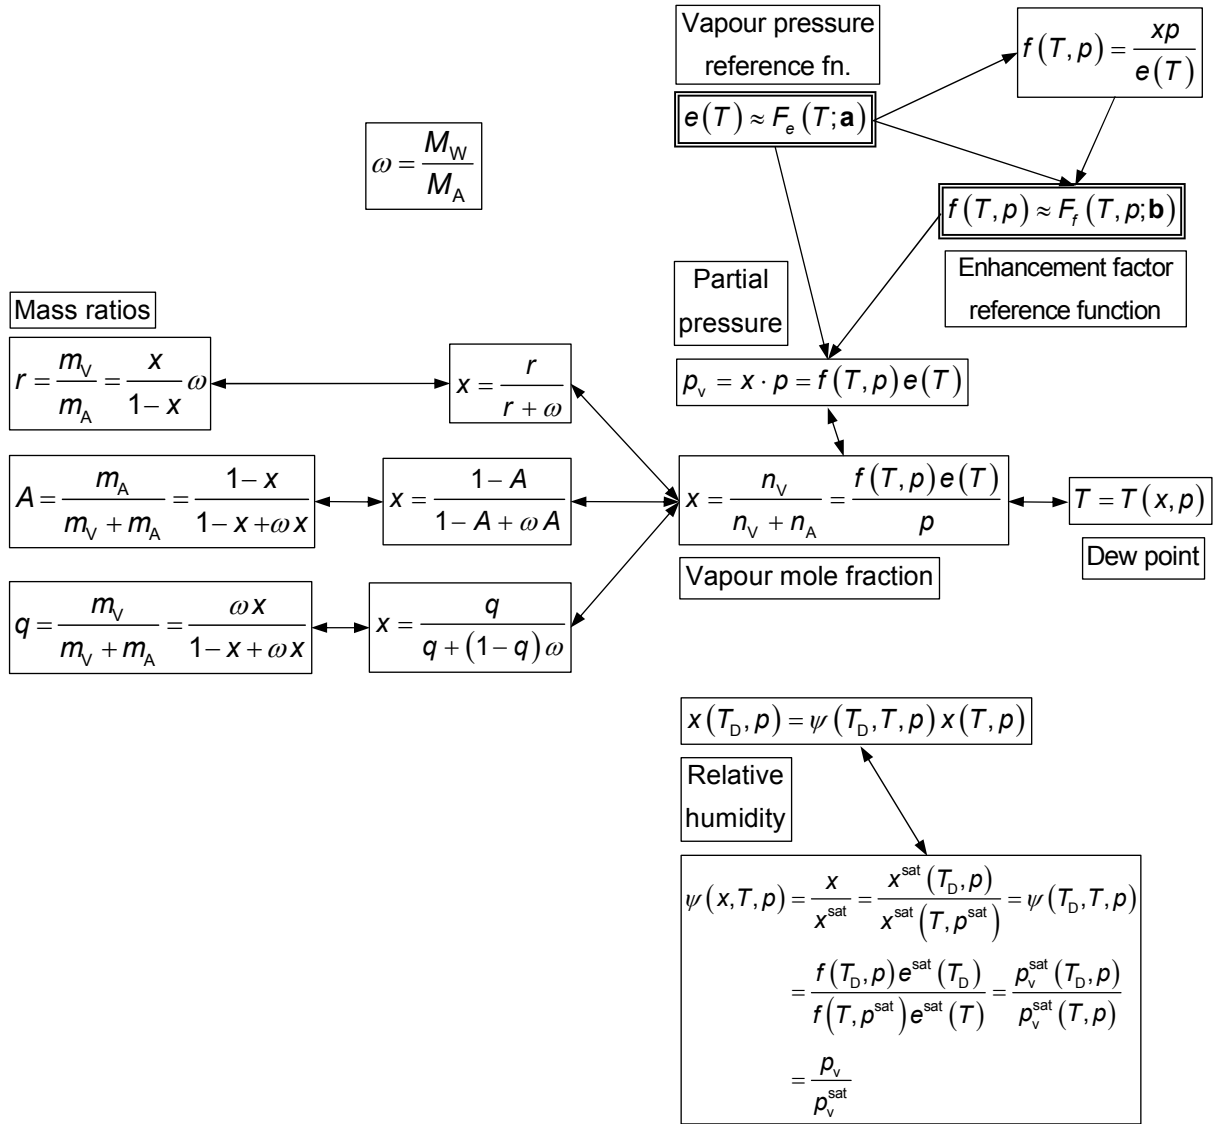 Vapour pressure
reference fn.
e(T) ≈ F_e(T; **a**)
f(T, p) = xp / e(T)
ω = M_W / M_A
f(T, p) ≈ F_f(T, p; **b**)
Enhancement factor
reference function
Partial
pressure
p_v = x · p = f(T, p) e(T)
Mass ratios
r = m_V / m_A = x / (1 − x) ω
x = r / (r + ω)
A = m_A / (m_V + m_A) = (1 − x) / (1 − x + ω x)
x = (1 − A) / (1 − A + ω A)
x = n_V / (n_V + n_A) = f(T, p) e(T) / p
T = T(x, p)
Vapour mole fraction
Dew point
q = m_V / (m_V + m_A) = ω x / (1 − x + ω x)
x = q / (q + (1 − q) ω)
x(T_D, p) = ψ(T_D, T, p) x(T, p)
Relative
humidity
ψ(x, T, p) = x / x^sat = x^sat(T_D, p) / x^sat(T, p^sat) = ψ(T_D, T, p)
= f(T_D, p) e^sat(T_D) / f(T, p^sat) e^sat(T) = p_v^sat(T_D, p) / p_v^sat(T, p)
= p_v / p_v^sat